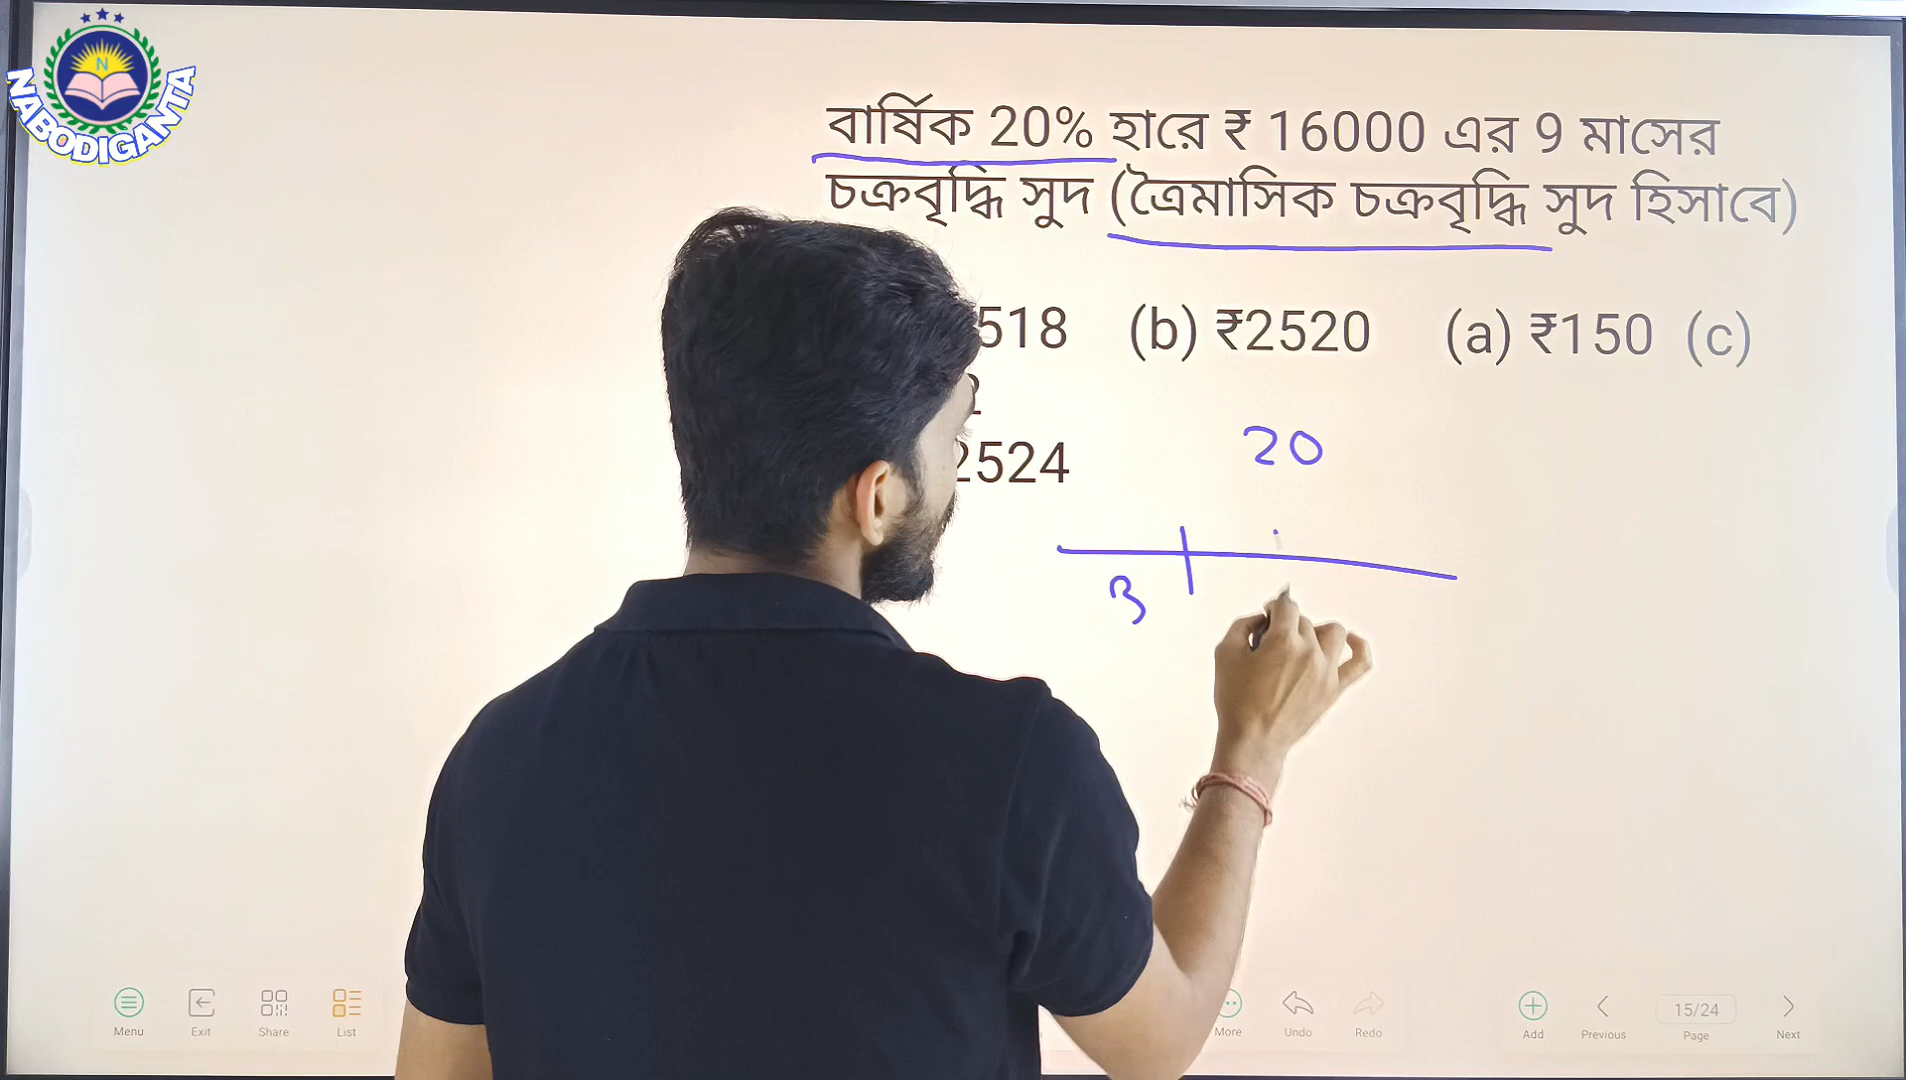 NABODIGANTA
বার্ষিক 20% হারে ₹ 16000 এর 9 মাসের
চক্রবৃদ্ধি সুদ (ত্রৈমাসিক চক্রবৃদ্ধি সুদ হিসাবে)
518 (b) ₹2520 (a) ₹150 (c)
2524
20
3
Menu Exit Share List More Undo Redo Add Previous 15/24 Page Next